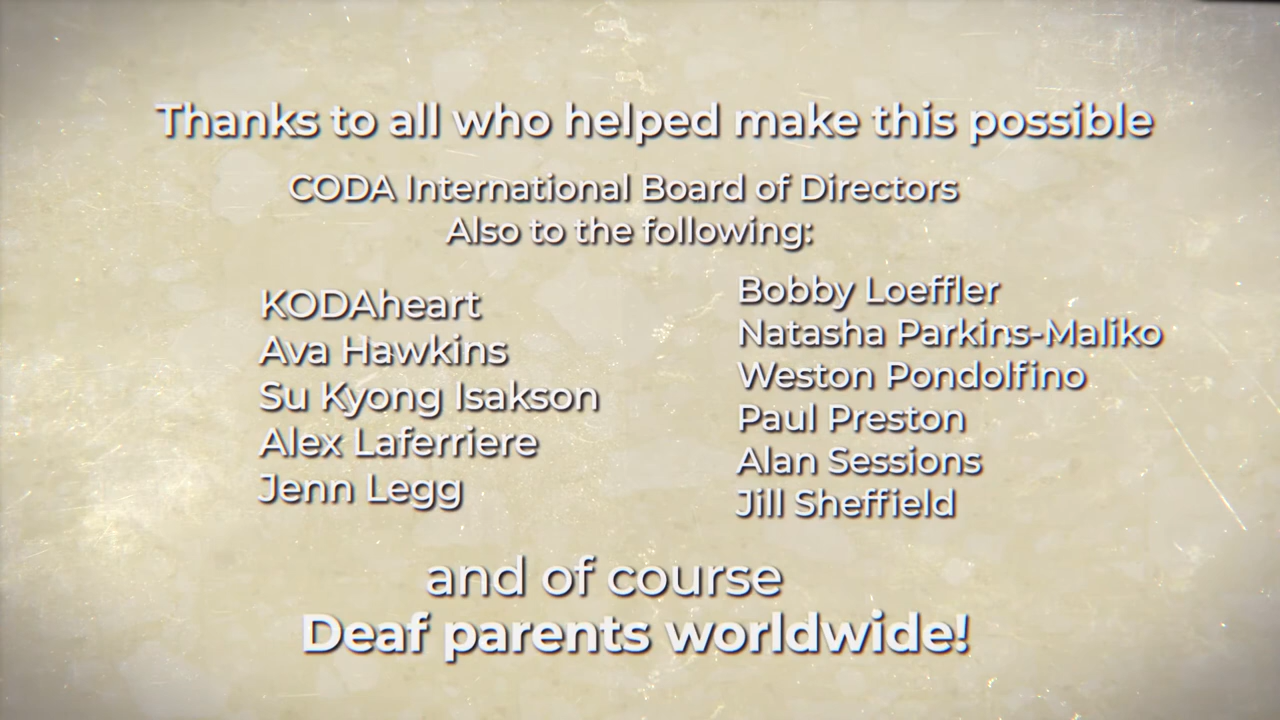 Thanks to all who helped make this possible
CODA International Board of Directors
Also to the following:
KODAheart
Ava Hawkins
Su Kyong Isakson
Alex Laferriere
Jenn Legg
Bobby Loeffler
Natasha Parkins-Maliko
Weston Pondolfino
Paul Preston
Alan Sessions
Jill Sheffield
and of course
Deaf parents worldwide!